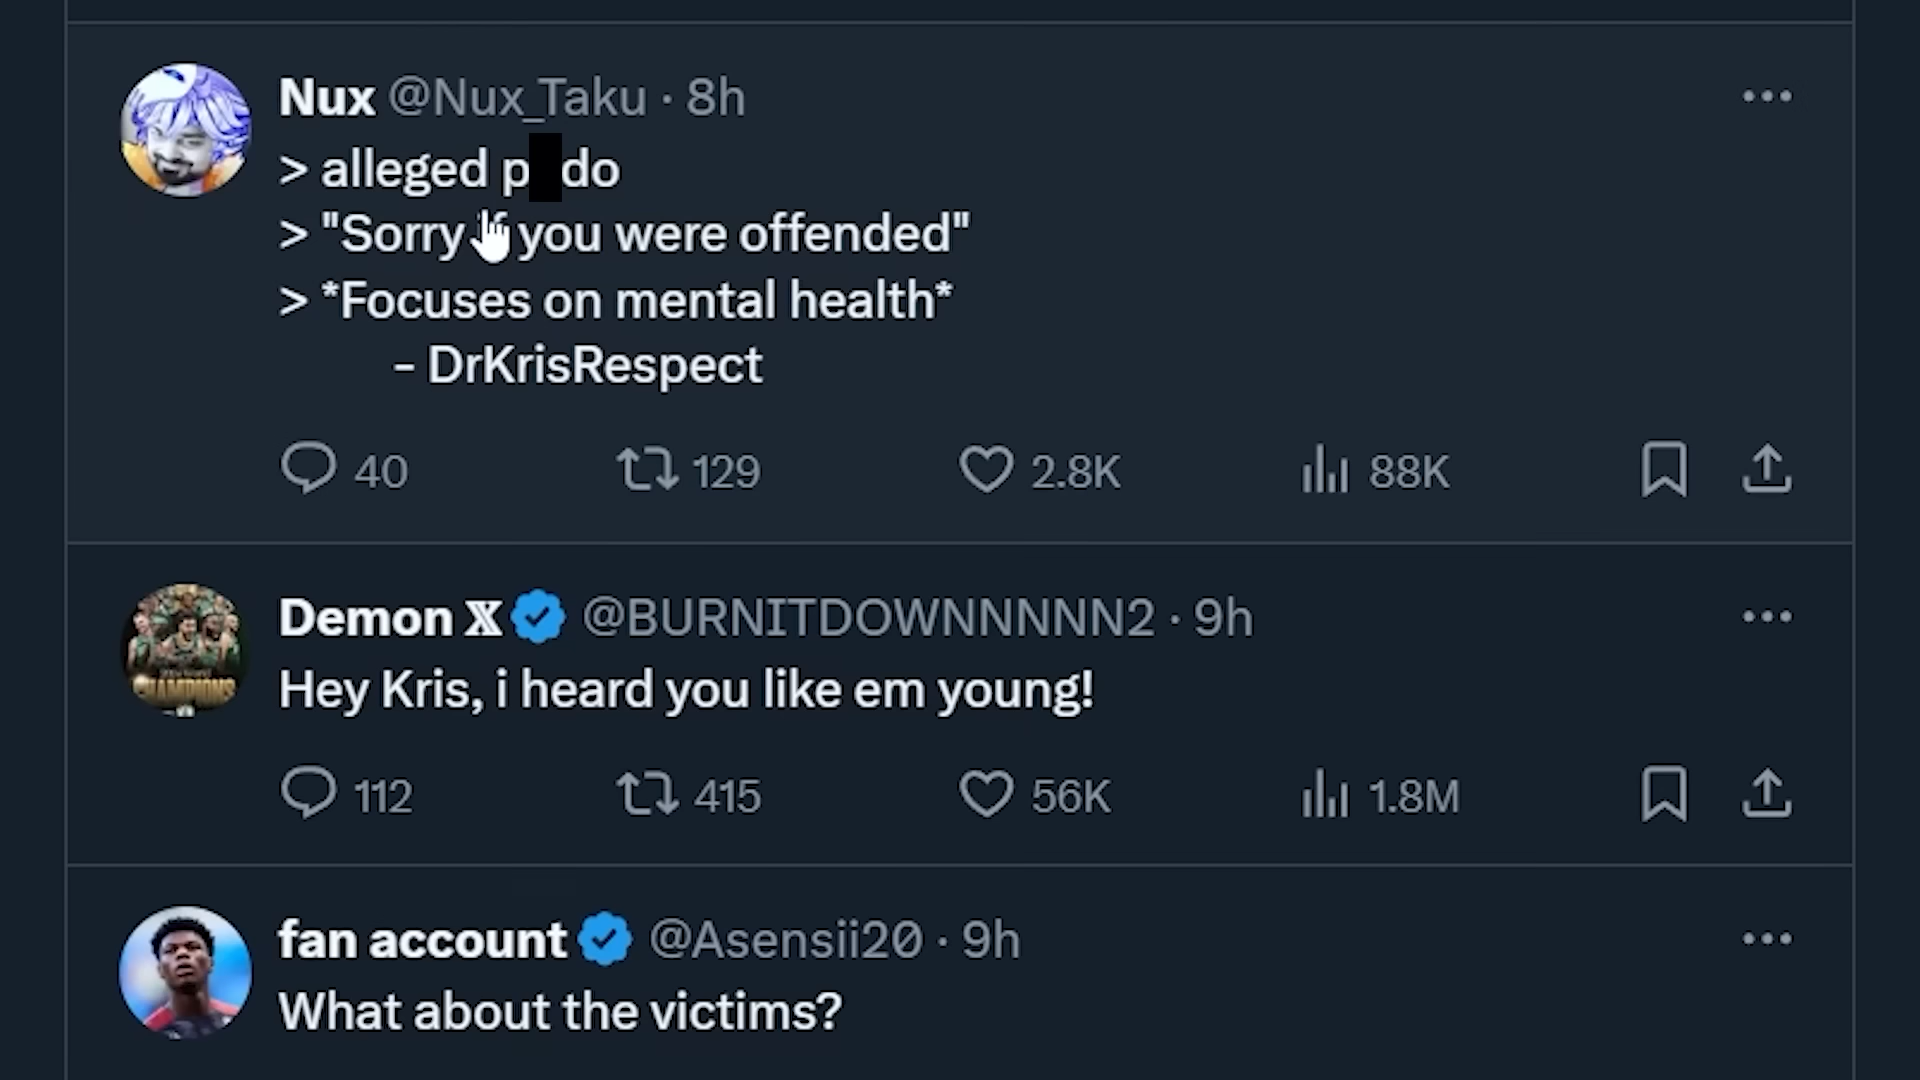 Nux @Nux_Taku · 8h
> alleged p do
> "Sorry you were offended"
> *Focuses on mental health*
- DrKrisRespect
40 129 2.8K 88K
Demon 𝕏 @BURNITDOWNNNNN2 · 9h
Hey Kris, i heard you like em young!
112 415 56K 1.8M
fan account @Asensii20 · 9h
What about the victims?